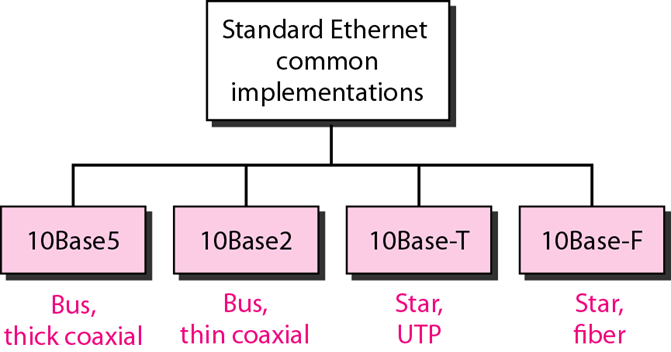 Standard Ethernet
common
implementations
10Base5
10Base2
10Base-T
10Base-F
Bus,
thick coaxial
Bus,
thin coaxial
Star,
UTP
Star,
fiber